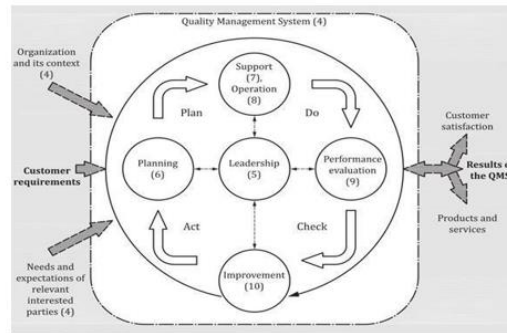 Quality Management System (4)
Organization
and its context
(4)
Support
(7),
Operation
(8)
Plan
Do
Customer
satisfaction
Customer
requirements
Planning
(6)
Leadership
(5)
Performance
evaluation
(9)
Results o
the QMS
Act
Check
Products and
services
Needs and
expectations of
relevant
interested
parties (4)
Improvement
(10)